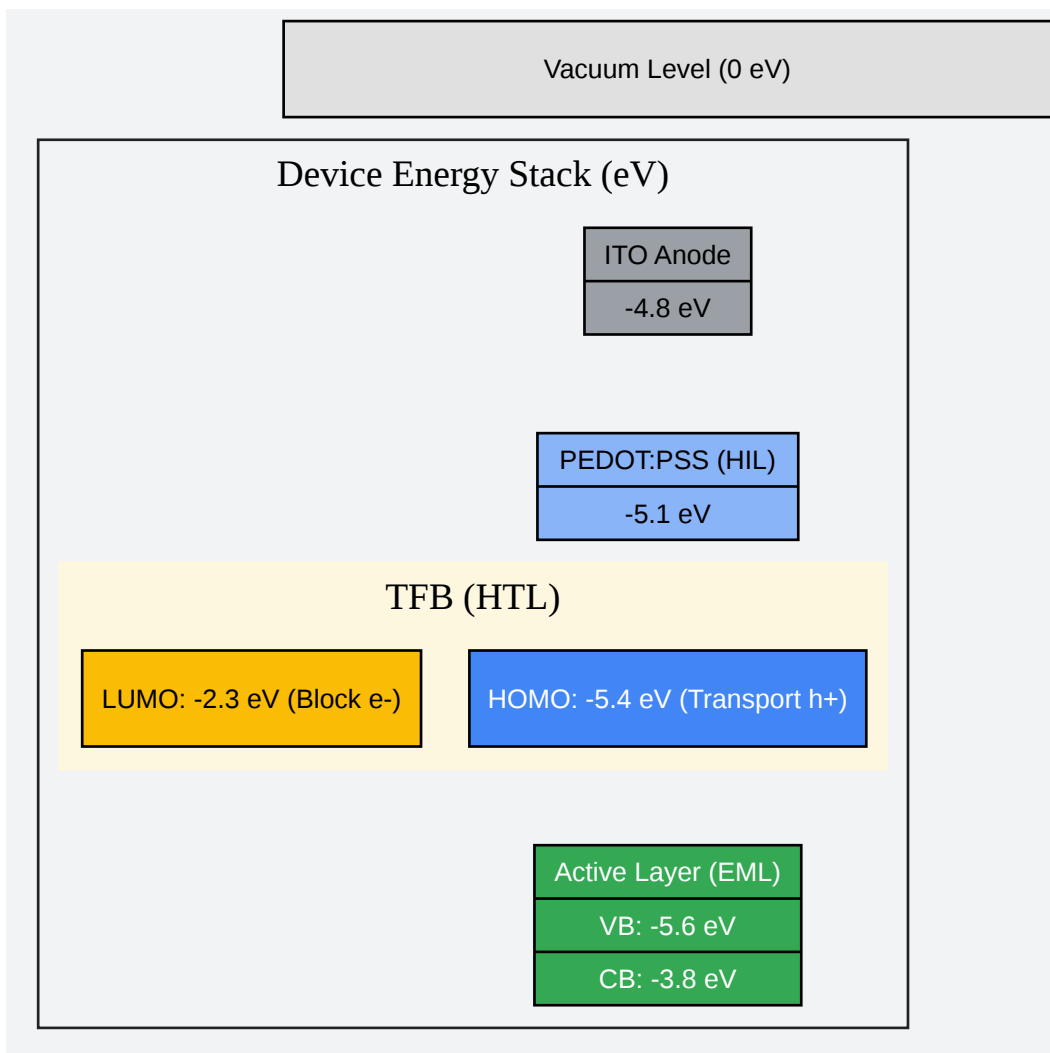 Vacuum Level (0 eV)
Device Energy Stack (eV)
ITO Anode
-4.8 eV
PEDOT:PSS (HIL)
-5.1 eV
TFB (HTL)
LUMO: -2.3 eV (Block e-)
HOMO: -5.4 eV (Transport h+)
Active Layer (EML)
VB: -5.6 eV
CB: -3.8 eV